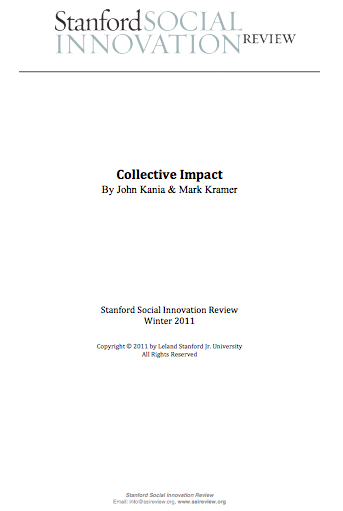 Stanford SOCIAL
INNOVATION REVIEW
Collective Impact
By John Kania & Mark Kramer
Stanford Social Innovation Review
Winter 2011
Copyright © 2011 by Leland Stanford Jr. University
All Rights Reserved
Stanford Social Innovation Review
Email: info@ssireview.org, www.ssireview.org